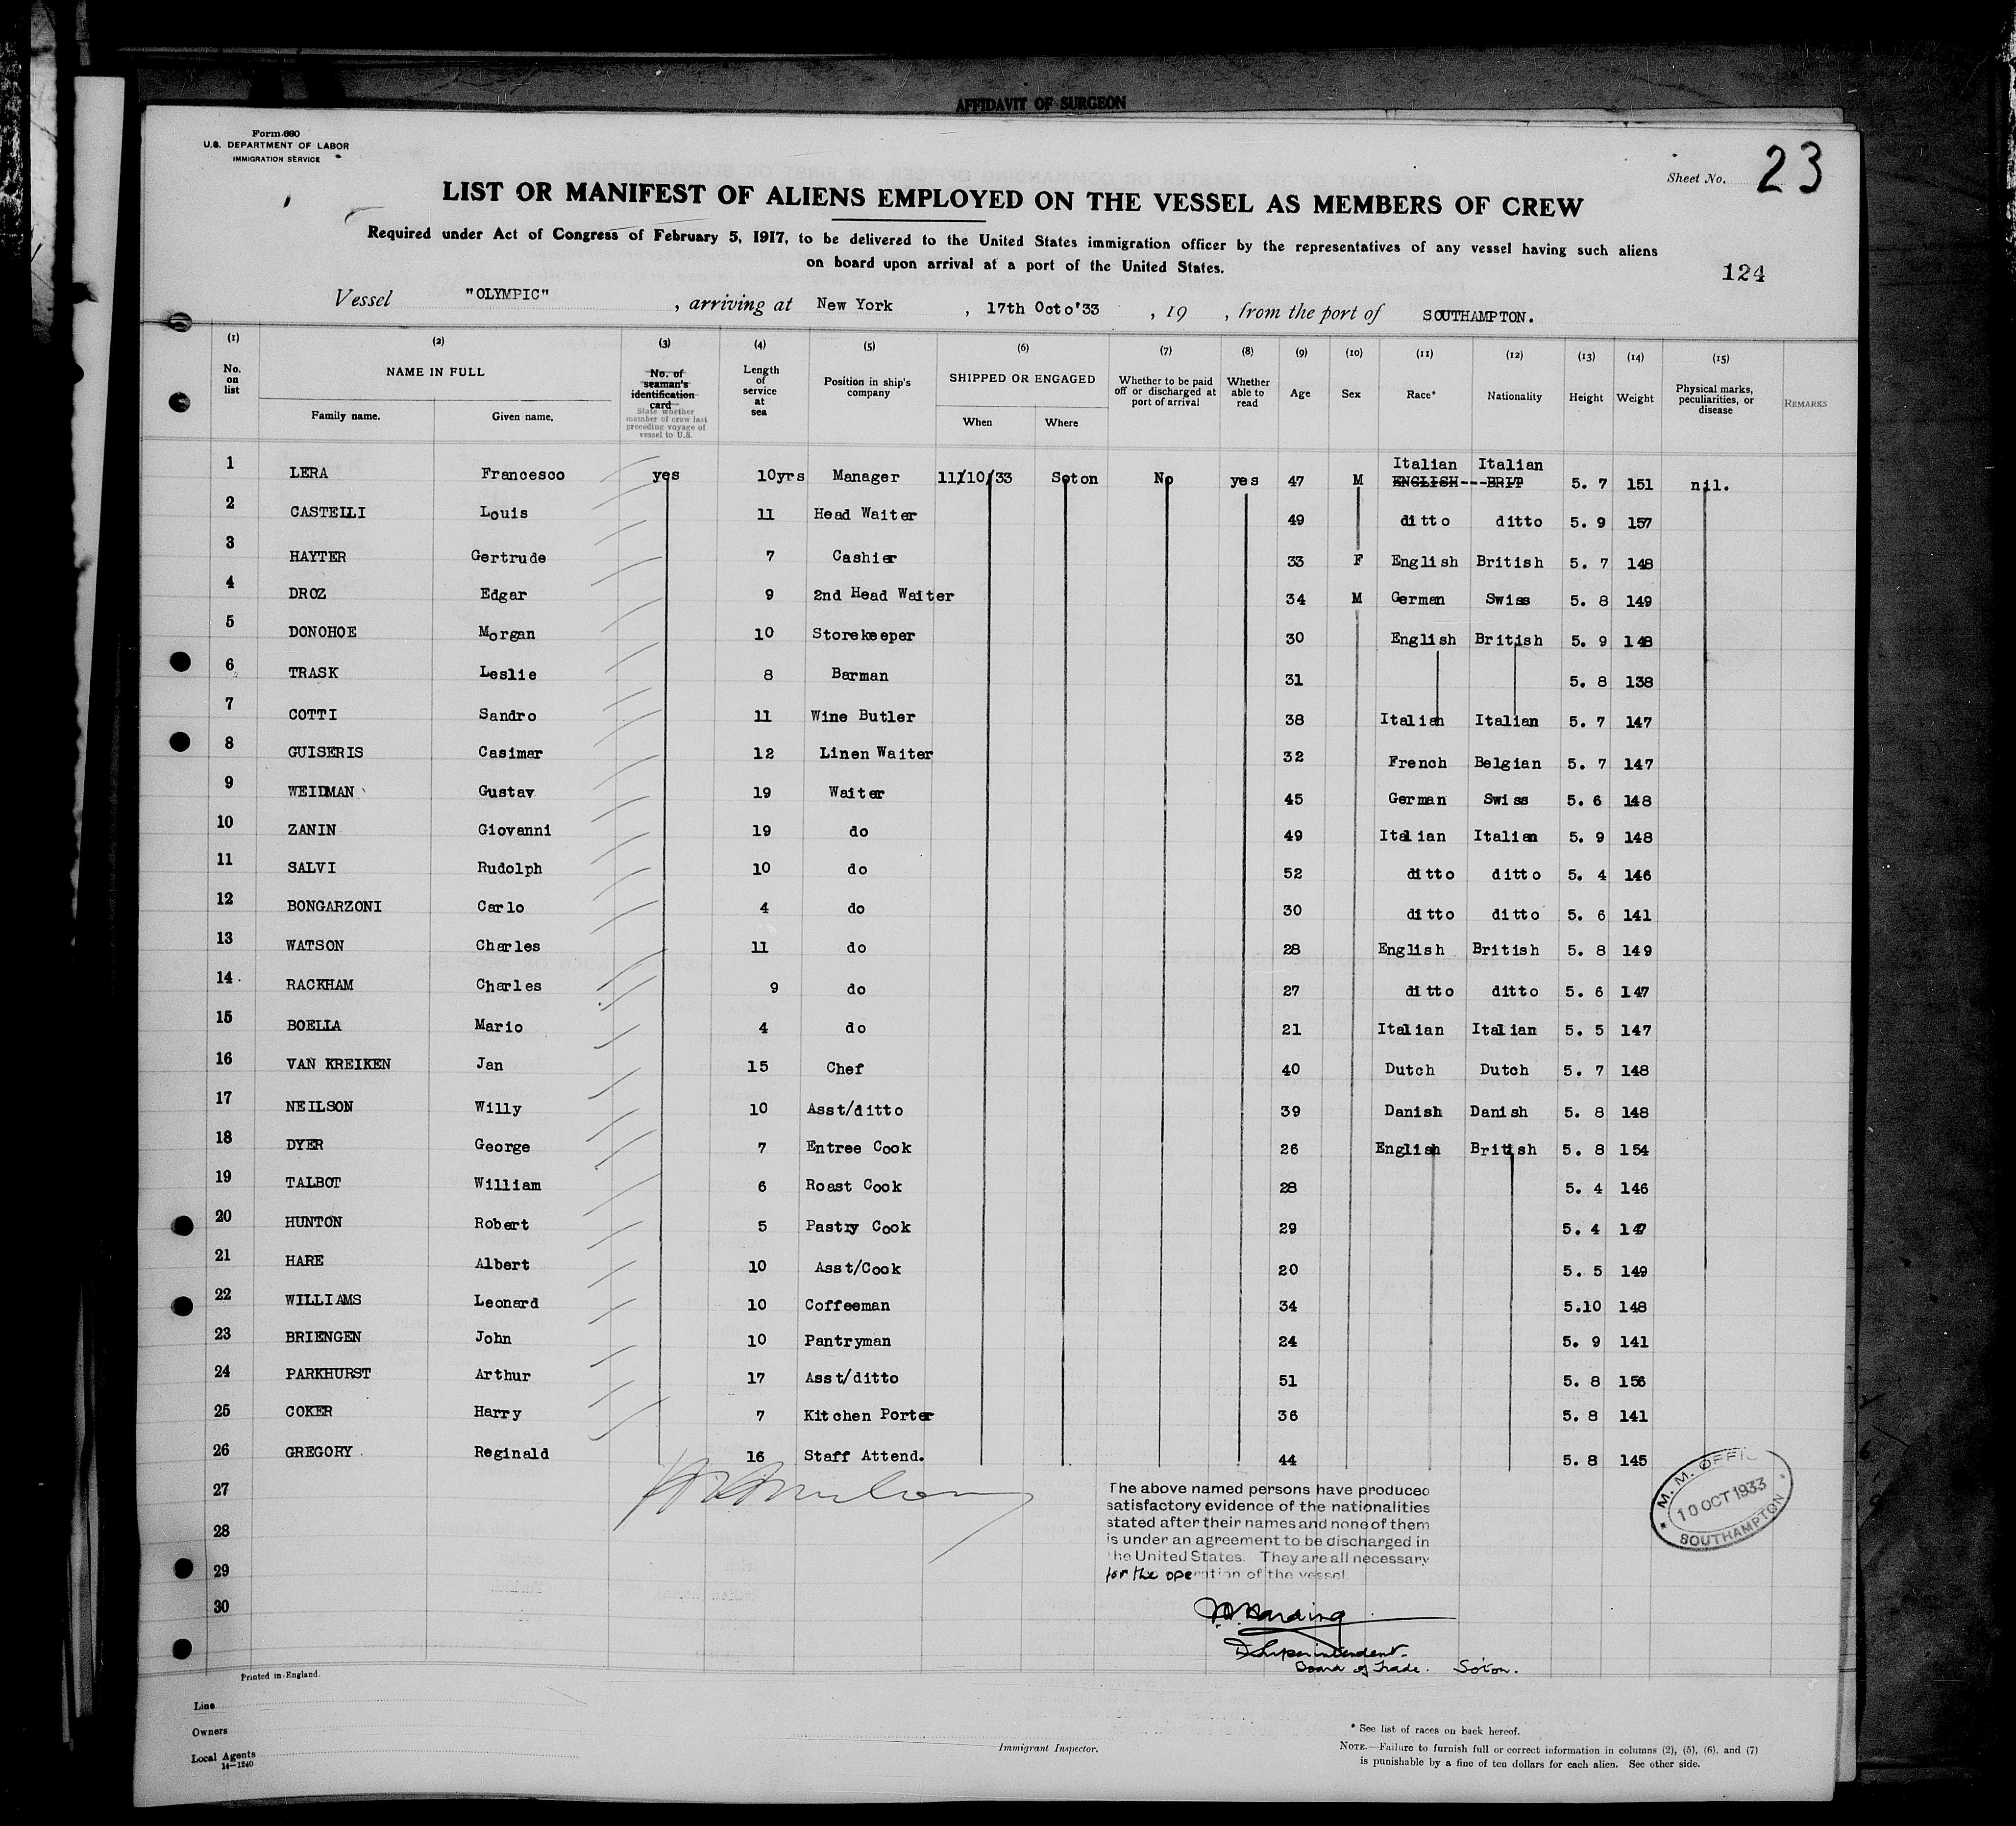 AFFIDAVIT OF SURGEON
Form 680
U.S. DEPARTMENT OF LABOR
IMMIGRATION SERVICE
Sheet No. 23
LIST OR MANIFEST OF ALIENS EMPLOYED ON THE VESSEL AS MEMBERS OF CREW
Required under Act of Congress of February 5, 1917, to be delivered to the United States immigration officer by the representatives of any vessel having such aliens
on board upon arrival at a port of the United States.
124
Vessel "OLYMPIC", arriving at New York, 17th Octo'33, 19 , from the port of SOUTHAMPTON.
(1) (2) (3) (4) (5) (6) (7) (8) (9) (10) (11) (12) (13) (14) (15)
No. on list NAME IN FULL Family name. Given name. No. of seaman's identification card State whether member of crew last preceding voyage of vessel to U.S. Length of service at sea Position in ship's company SHIPPED OR ENGAGED When Where Whether to be paid off or discharged at port of arrival Whether able to read Age Sex Race* Nationality Height Weight Physical marks, peculiarities, or disease REMARKS
1 LERA Francesco yes 10yrs Manager 11/10/33 Soton No yes 47 M Italian Italian ENGLISH---BRIT 5. 7 151 nil.
2 CASTELLI Louis 11 Head Waiter 49 ditto ditto 5. 9 157
3 HAYTER Gertrude 7 Cashier 33 F English British 5. 7 148
4 DROZ Edgar 9 2nd Head Waiter 34 M German Swiss 5. 8 149
5 DONOHOE Morgan 10 Storekeeper 30 English British 5. 9 148
6 TRASK Leslie 8 Barman 31 5. 8 138
7 COTTI Sandro 11 Wine Butler 38 Italian Italian 5. 7 147
8 GUISERIS Casimar 12 Linen Waiter 32 French Belgian 5. 7 147
9 WEIDMAN Gustav 19 Waiter 45 German Swiss 5. 6 148
10 ZANIN Giovanni 19 do 49 Italian Italian 5. 9 148
11 SALVI Rudolph 10 do 52 ditto ditto 5. 4 146
12 BONGARZONI Carlo 4 do 30 ditto ditto 5. 6 141
13 WATSON Charles 11 do 28 English British 5. 8 149
14 RACKHAM Charles 9 do 27 ditto ditto 5. 6 147
15 BOELLA Mario 4 do 21 Italian Italian 5. 5 147
16 VAN KREIKEN Jan 15 Chef 40 Dutch Dutch 5. 7 148
17 NEILSON Willy 10 Asst/ditto 39 Danish Danish 5. 8 148
18 DYER George 7 Entree Cook 26 English British 5. 8 154
19 TALBOT William 6 Roast Cook 28 5. 4 146
20 HUNTON Robert 5 Pastry Cook 29 5. 4 147
21 HARE Albert 10 Asst/Cook 20 5. 5 149
22 WILLIAMS Leonard 10 Coffeeman 34 5.10 148
23 BRIENGEN John 10 Pantryman 24 5. 9 141
24 PARKHURST Arthur 17 Asst/ditto 51 5. 8 156
25 COKER Harry 7 Kitchen Porter 36 5. 8 141
26 GREGORY Reginald 16 Staff Attend. 44 5. 8 145
27
28
29
30
The above named persons have produced
satisfactory evidence of the nationalities
stated after their names and none of them
is under an agreement to be discharged in
the United States. They are all necessary
for the operation of the vessel
M. M. OFFIC
10 OCT 1933
SOUTHAMPTON
Harding
D/Superintendent
Board of Trade. Soton.
Printed in England.
Line
Owners
Local Agents
14-1240
Immigrant Inspector.
* See list of races on back hereof.
NOTE.—Failure to furnish full or correct information in columns (2), (5), (6), and (7)
is punishable by a fine of ten dollars for each alien. See other side.